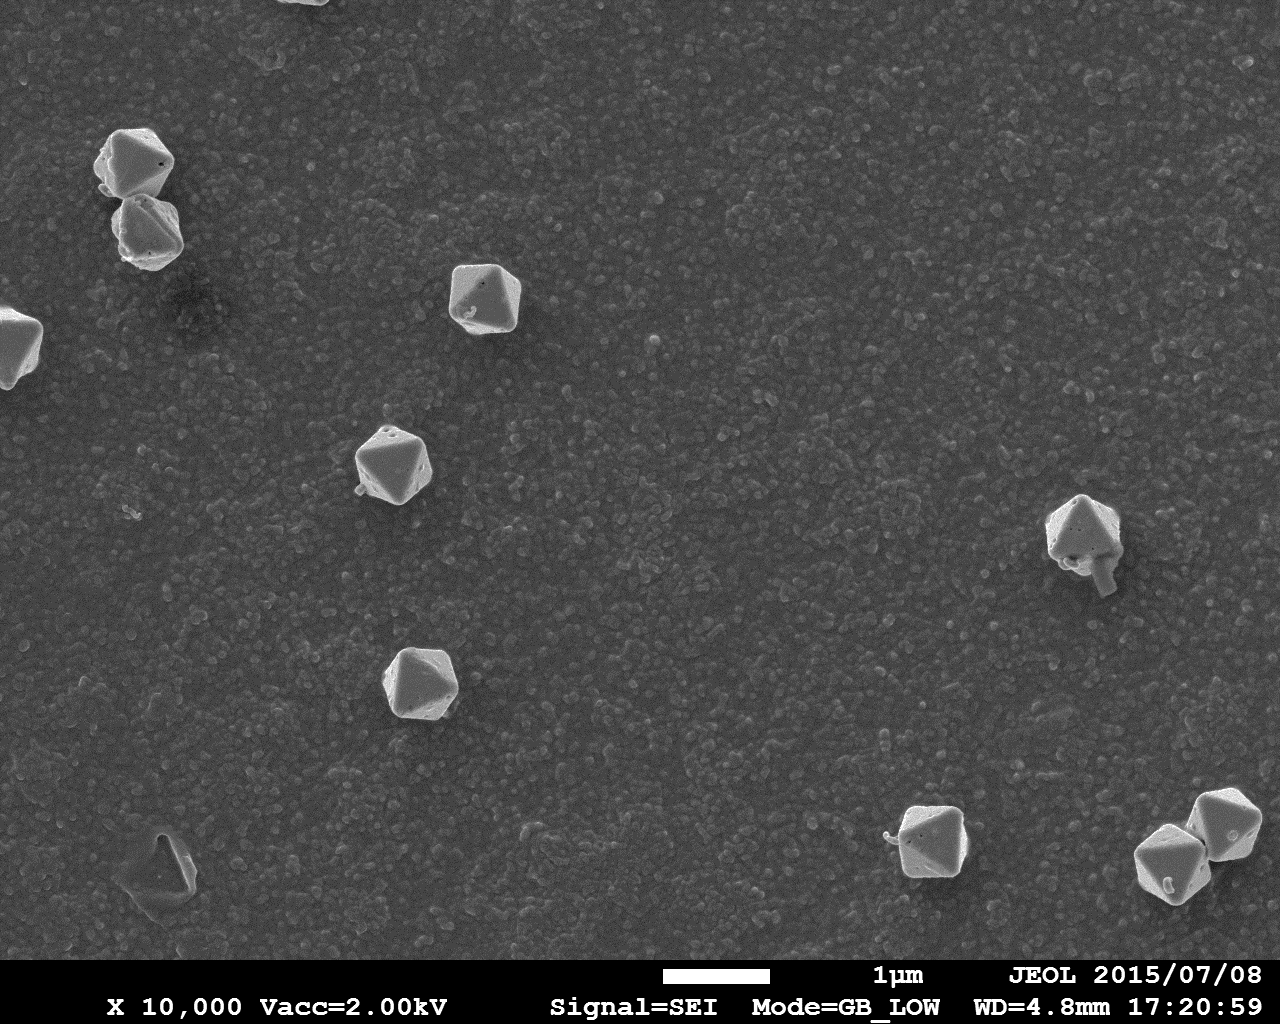 1µm JEOL 2015/07/08
X 10,000 Vacc=2.00kV Signal=SEI Mode=GB_LOW WD=4.8mm 17:20:59